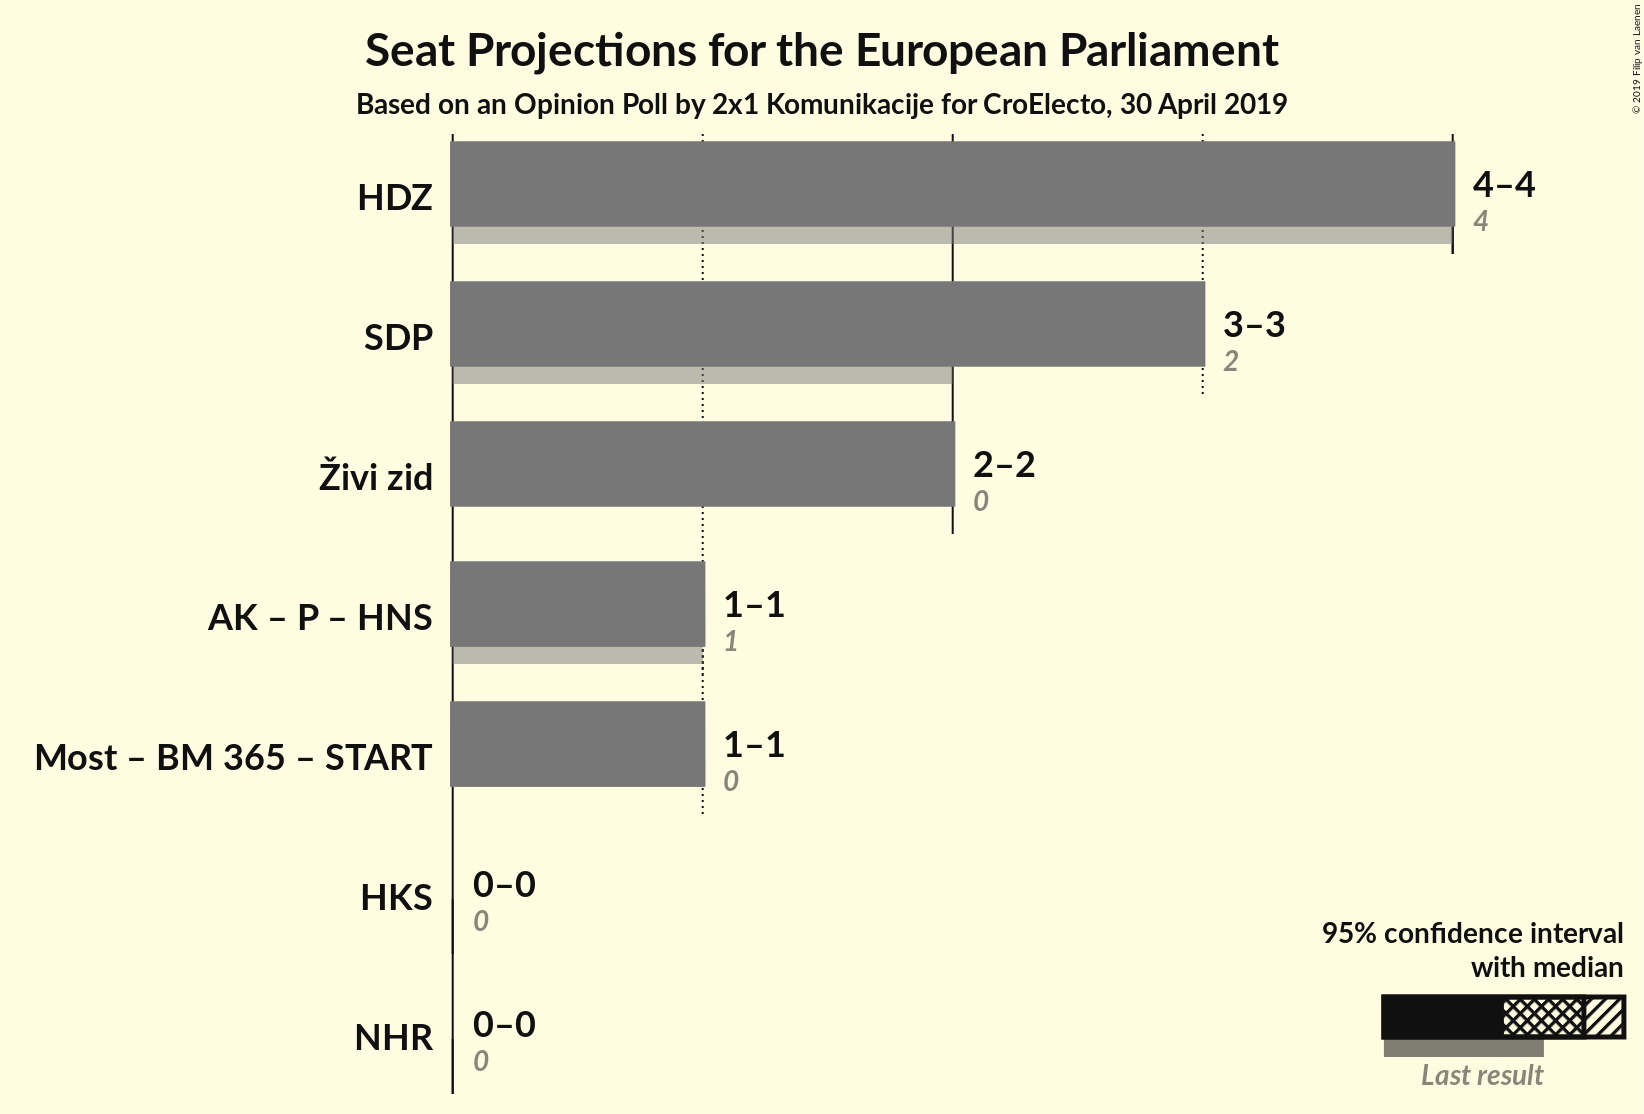 Seat Projections for the European Parliament
Based on an Opinion Poll by 2x1 Komunikacije for CroElecto, 30 April 2019
© 2019 Filip van Laenen
HDZ
4–4
4
SDP
3–3
2
Živi zid
2–2
0
AK – P – HNS
1–1
1
Most – BM 365 – START
1–1
0
HKS
0–0
0
NHR
0–0
0
95% confidence interval
with median
Last result